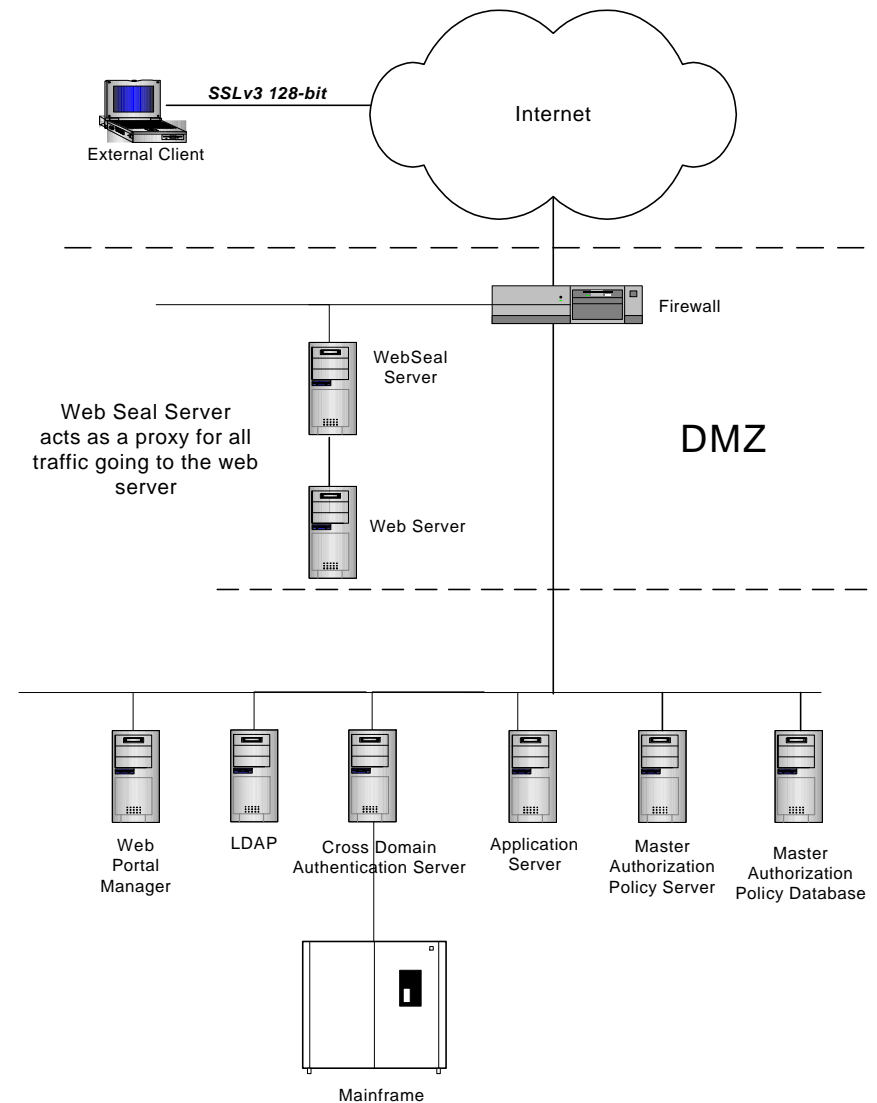 SSLv3 128-bit
Internet
External Client
Firewall
WebSeal
Server
Web Seal Server
acts as a proxy for all
traffic going to the web
server
DMZ
Web Server
Web
Portal
Manager
LDAP
Cross Domain
Authentication Server
Application
Server
Master
Authorization
Policy Server
Master
Authorization
Policy Database
Mainframe